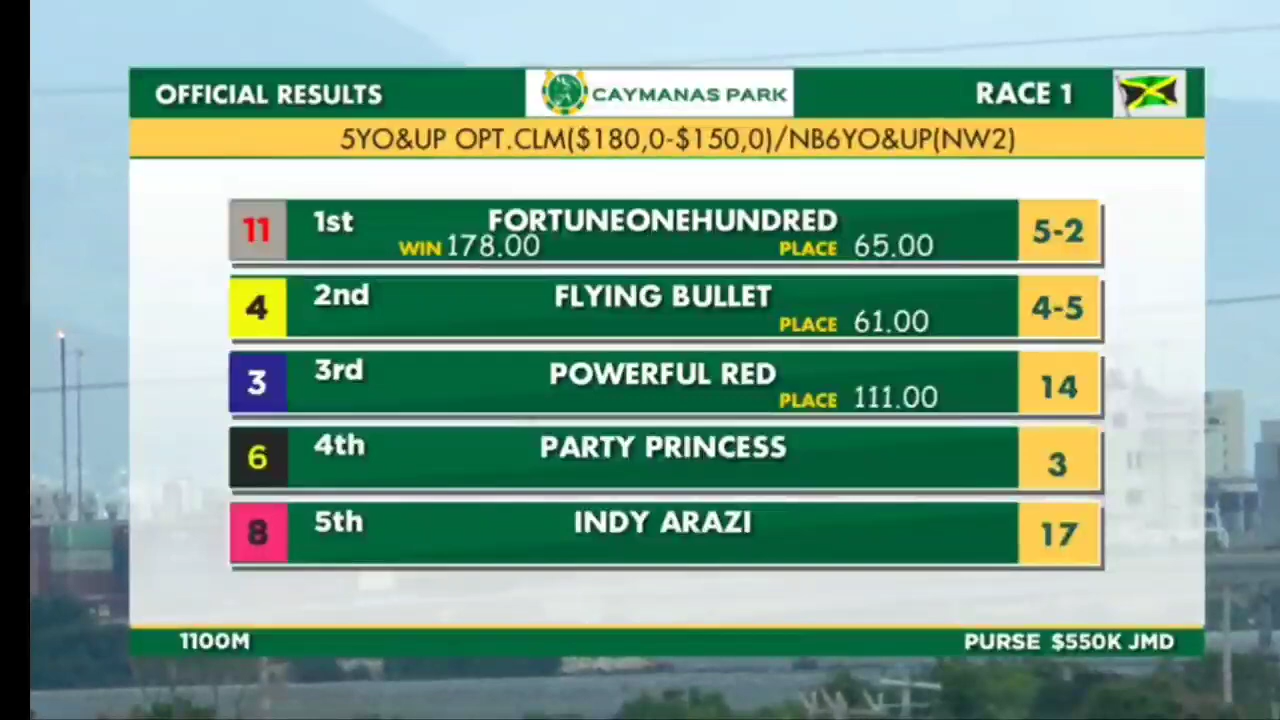 OFFICIAL RESULTS CAYMANAS PARK RACE 1
5YO&UP OPT.CLM($180,0-$150,0)/NB6YO&UP(NW2)
11 1st FORTUNEONEHUNDRED 5-2
WIN 178.00 PLACE 65.00
4 2nd FLYING BULLET 4-5
PLACE 61.00
3 3rd POWERFUL RED 14
PLACE 111.00
6 4th PARTY PRINCESS 3
8 5th INDY ARAZI 17
1100M PURSE $550K JMD